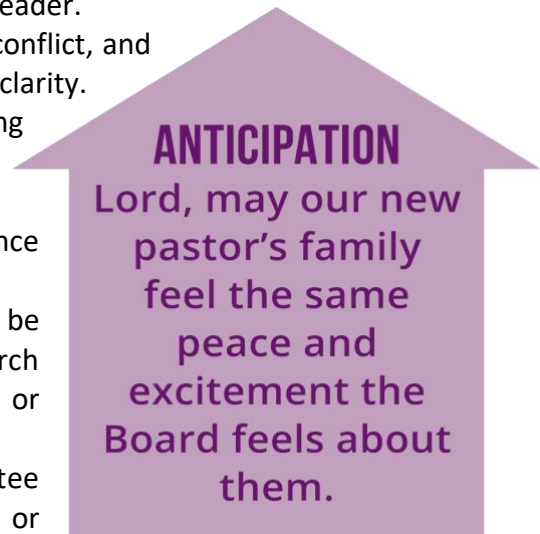 eader.
conflict, and
clarity.
ng
nce
be
rch
or
tee
or
ANTICIPATION
Lord, may our new
pastor’s family
feel the same
peace and
excitement the
Board feels about
them.